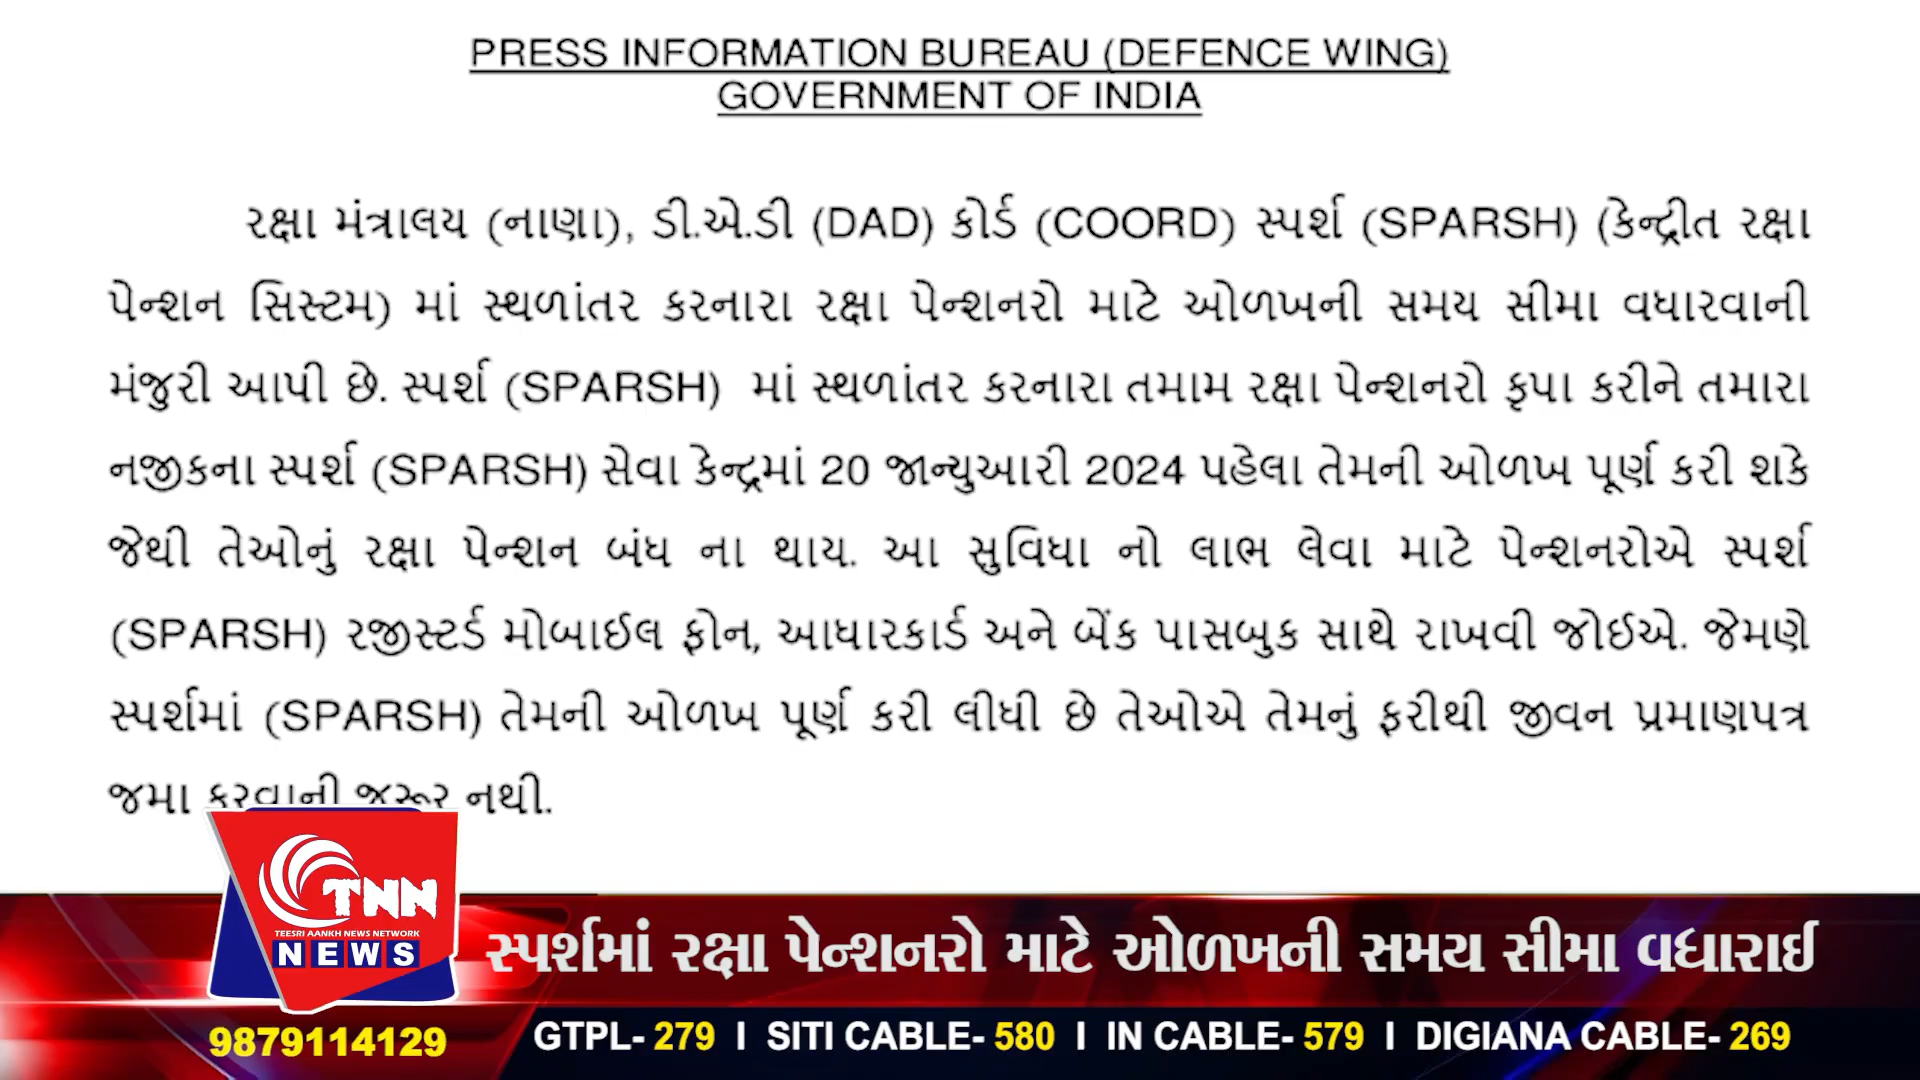 PRESS INFORMATION BUREAU (DEFENCE WING)
GOVERNMENT OF INDIA
રક્ષા મંત્રાલય (નાણા), ડી.એ.ડી (DAD) કોર્ડ (COORD) સ્પર્શ (SPARSH) (કેન્દ્રીત રક્ષા
પેન્શન સિસ્ટમ) માં સ્થળાંતર કરનારા રક્ષા પેન્શનરો માટે ઓળખની સમય સીમા વધારવાની
મંજુરી આપી છે. સ્પર્શ (SPARSH) માં સ્થળાંતર કરનારા તમામ રક્ષા પેન્શનરો કૃપા કરીને તમારા
નજીકના સ્પર્શ (SPARSH) સેવા કેન્દ્રમાં 20 જાન્યુઆરી 2024 પહેલા તેમની ઓળખ પૂર્ણ કરી શકે
જેથી તેઓનું રક્ષા પેન્શન બંધ ના થાય. આ સુવિધા નો લાભ લેવા માટે પેન્શનરોએ સ્પર્શ
(SPARSH) રજીસ્ટર્ડ મોબાઈલ ફોન, આધારકાર્ડ અને બેંક પાસબુક સાથે રાખવી જોઈએ. જેમણે
સ્પર્શમાં (SPARSH) તેમની ઓળખ પૂર્ણ કરી લીધી છે તેઓએ તેમનું ફરીથી જીવન પ્રમાણપત્ર
જમા કરવાની જરૂર નથી.
TNN
TEESRI AANKH NEWS NETWORK
NEWS
સ્પર્શમાં રક્ષા પેન્શનરો માટે ઓળખની સમય સીમા વધારાઈ
9879114129
GTPL- 279 I SITI CABLE- 580 I IN CABLE- 579 I DIGIANA CABLE- 269